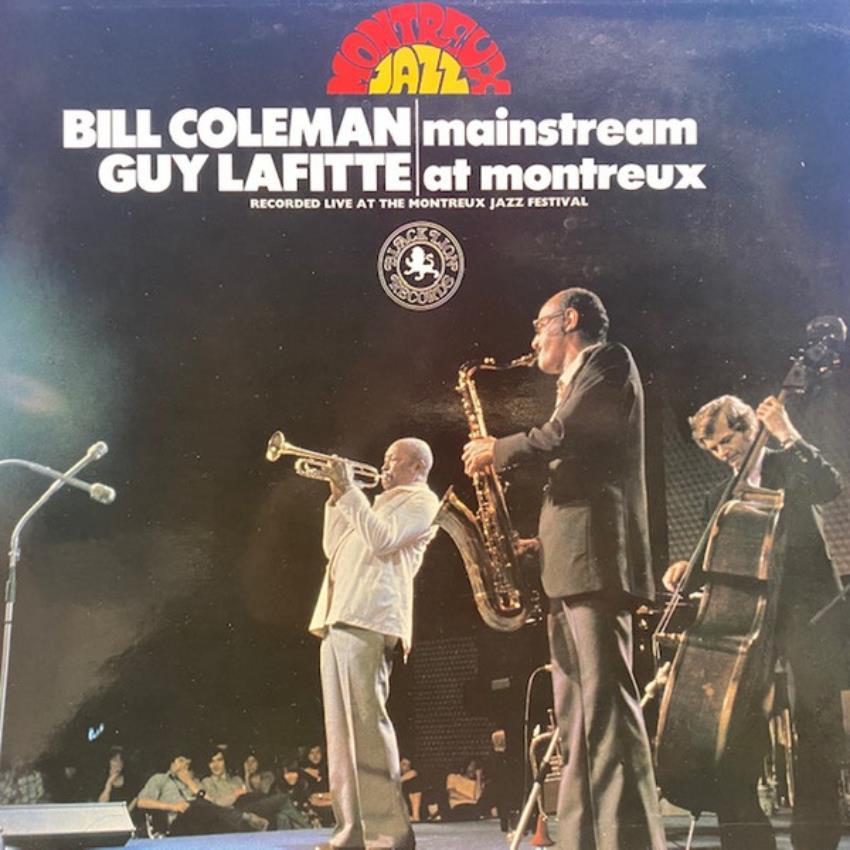 MONTREUX
JAZZ
BILL COLEMAN
GUY LAFITTE
mainstream
at montreux
RECORDED LIVE AT THE MONTREUX JAZZ FESTIVAL
BLACK LION
RECORDS